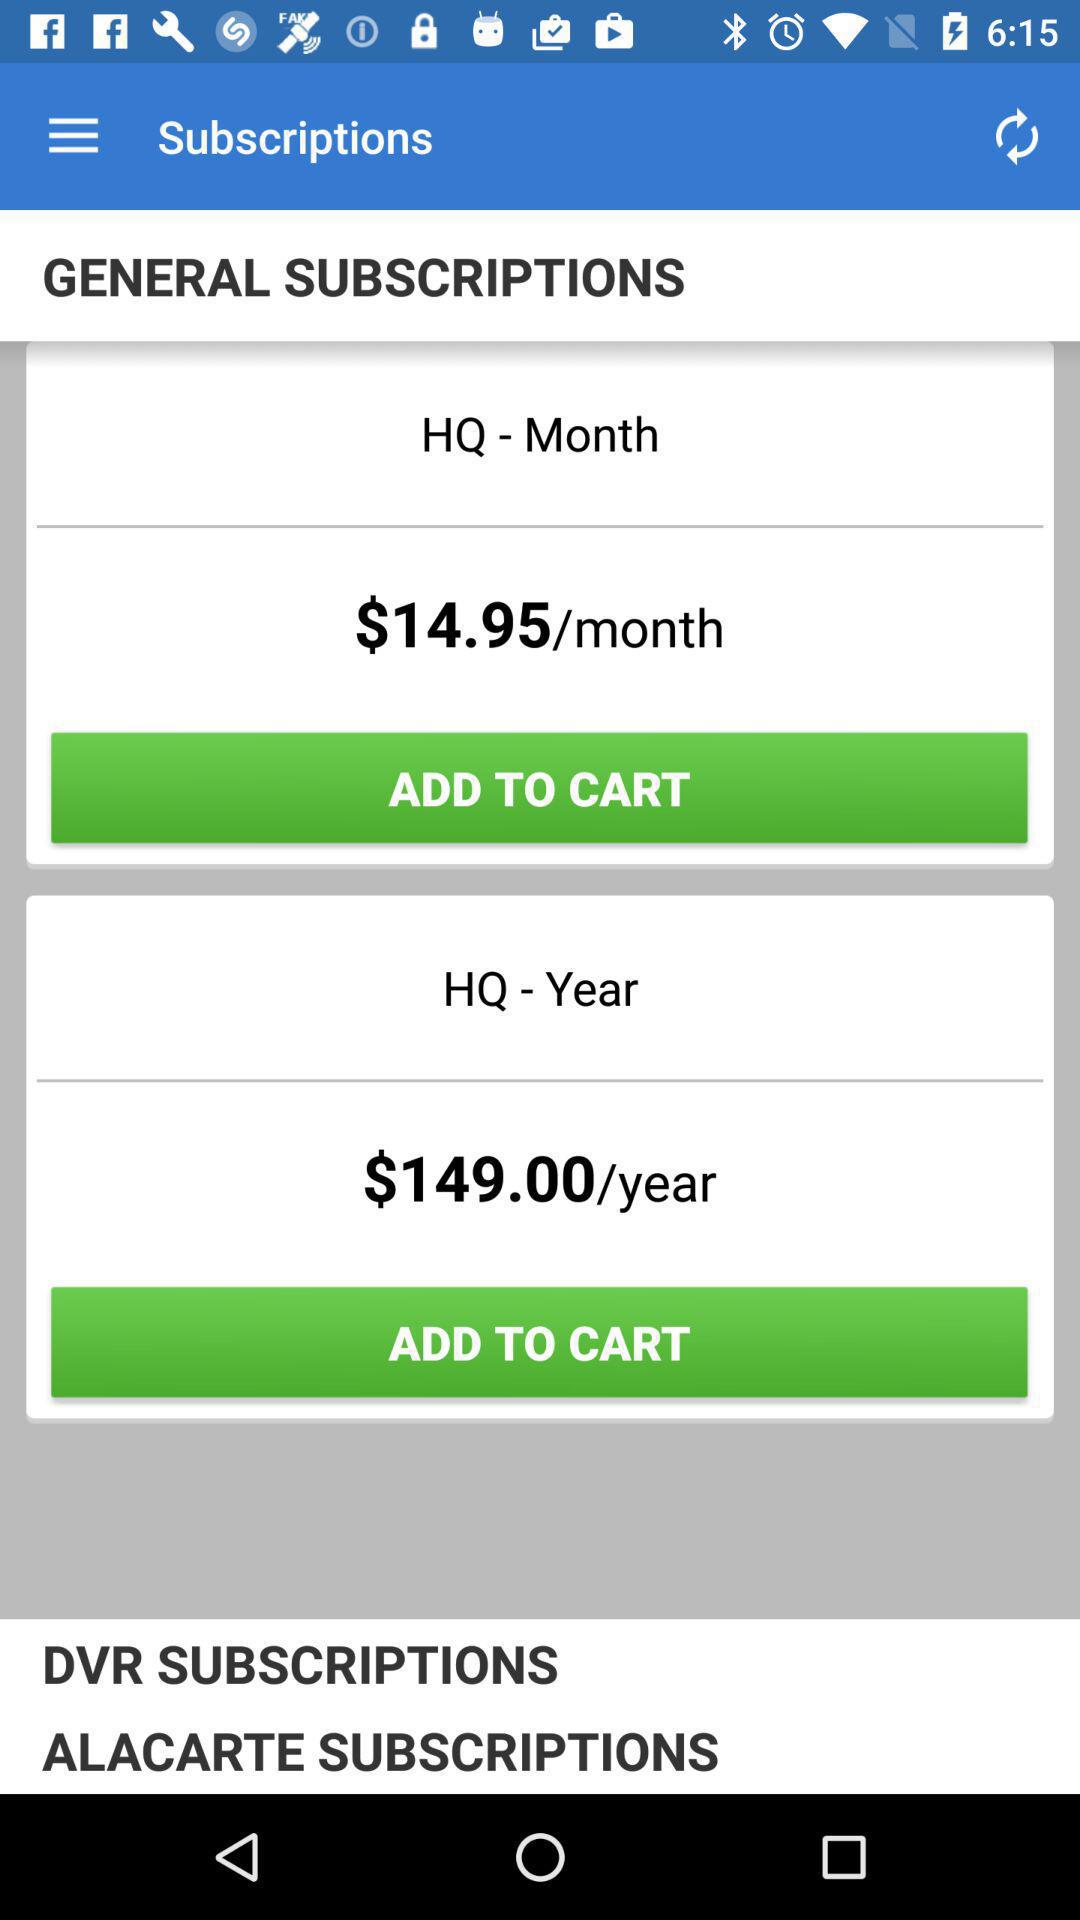 FAKE
6:15
Subscriptions
GENERAL SUBSCRIPTIONS
HQ - Month
$14.95/month
ADD TO CART
HQ - Year
$149.00/year
ADD TO CART
DVR SUBSCRIPTIONS
ALACARTE SUBSCRIPTIONS